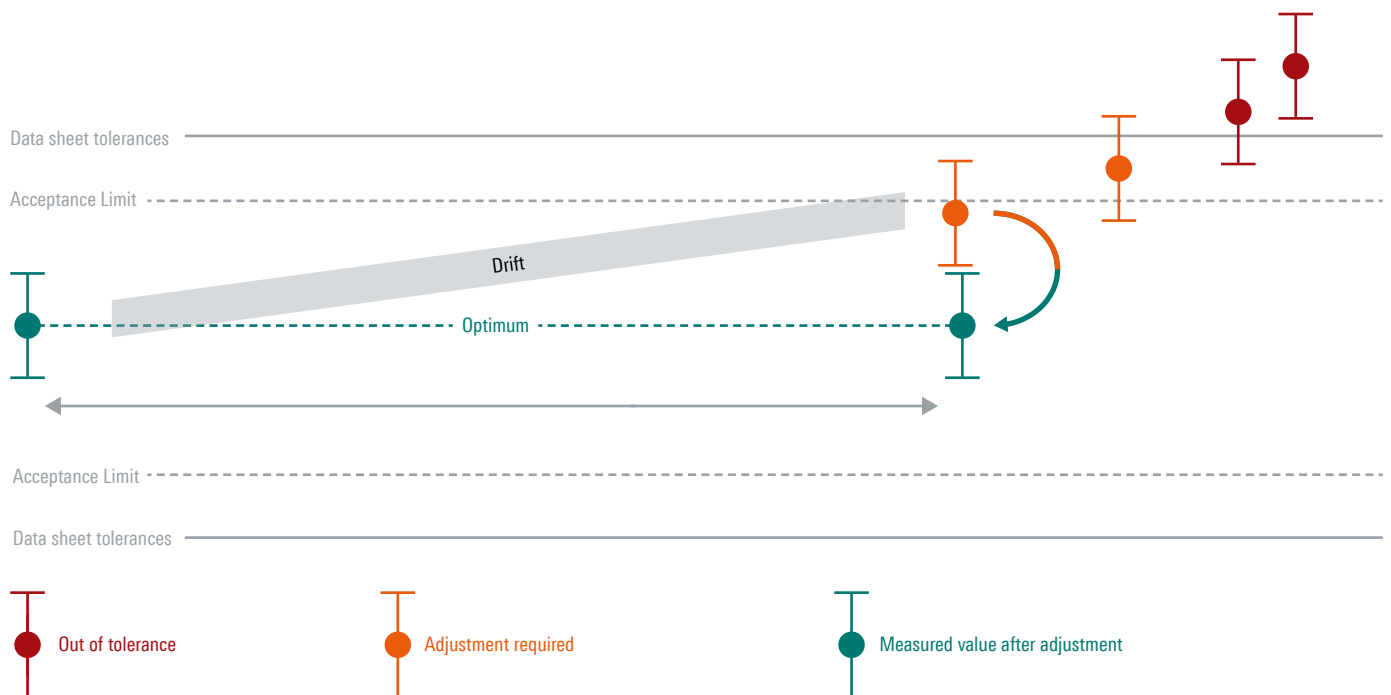 Data sheet tolerances
Acceptance Limit
Drift
Optimum
Acceptance Limit
Data sheet tolerances
Out of tolerance
Adjustment required
Measured value after adjustment